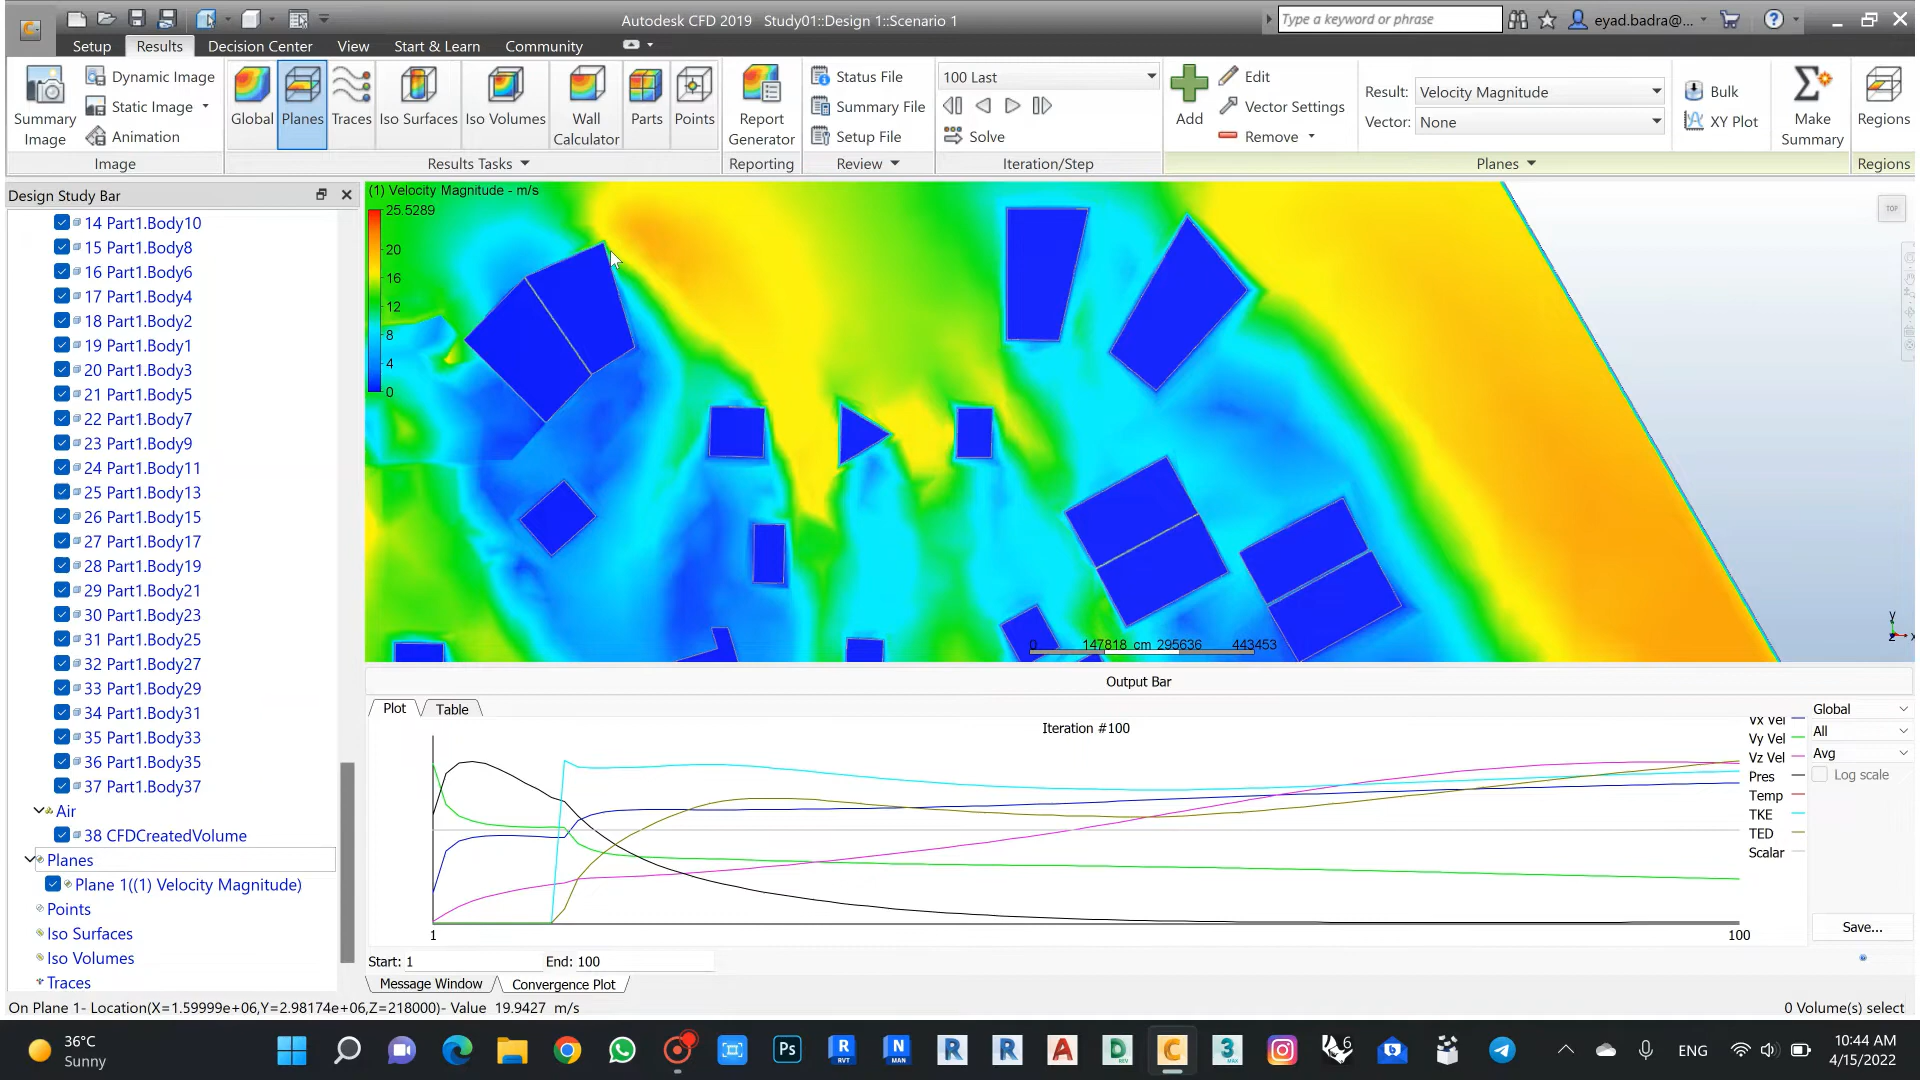 Autodesk CFD 2019   Study01::Design 1::Scenario 1
Type a keyword or phrase
eyad.badra@...
Setup
Results
Decision Center
View
Start & Learn
Community
Summary Image
Dynamic Image
Static Image
Animation
Image
Global
Planes
Traces
Iso Surfaces
Iso Volumes
Wall Calculator
Parts
Points
Results Tasks
Report Generator
Reporting
Status File
Summary File
Setup File
Review
100 Last
Solve
Iteration/Step
Add
Edit
Vector Settings
Remove
Result: Velocity Magnitude
Vector: None
Planes
Bulk
XY Plot
Make Summary
Regions
Regions
Design Study Bar
14 Part1.Body10
15 Part1.Body8
16 Part1.Body6
17 Part1.Body4
18 Part1.Body2
19 Part1.Body1
20 Part1.Body3
21 Part1.Body5
22 Part1.Body7
23 Part1.Body9
24 Part1.Body11
25 Part1.Body13
26 Part1.Body15
27 Part1.Body17
28 Part1.Body19
29 Part1.Body21
30 Part1.Body23
31 Part1.Body25
32 Part1.Body27
33 Part1.Body29
34 Part1.Body31
35 Part1.Body33
36 Part1.Body35
37 Part1.Body37
Air
38 CFDCreatedVolume
Planes
Plane 1((1) Velocity Magnitude)
Points
Iso Surfaces
Iso Volumes
Traces
(1) Velocity Magnitude - m/s
25.5289
20
16
12
8
4
0
TOP
Y
Z
X
0 147818 cm 295636 443453
Output Bar
Plot
Table
Iteration #100
Vx Vel
Vy Vel
Vz Vel
Pres
Temp
TKE
TED
Scalar
1
100
Start: 1
End: 100
Global
All
Avg
Log scale
Save...
Message Window
Convergence Plot
On Plane 1- Location(X=1.59999e+06,Y=2.98174e+06,Z=218000)- Value 19.9427 m/s
0 Volume(s) select
36°C
Sunny
Ps
R
RVT
N
MAN
R
R
A
D
REV
C
3
MAX
6
b
ENG
10:44 AM
4/15/2022